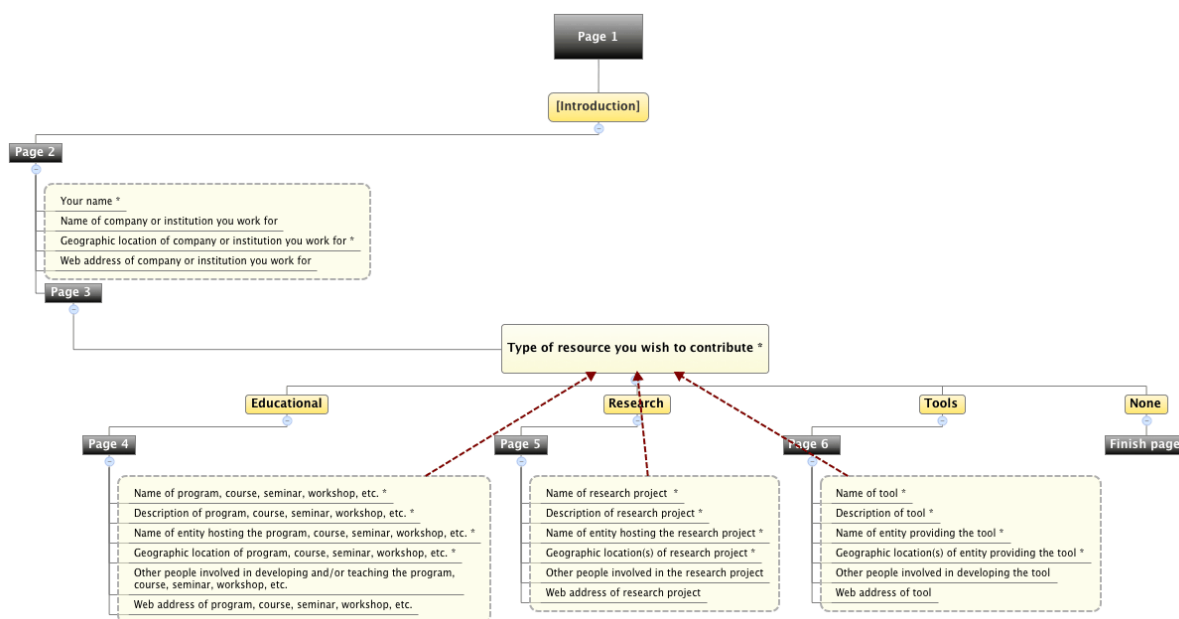 Page 1
[Introduction]
Page 2
Your name *
Name of company or institution you work for
Geographic location of company or institution you work for *
Web address of company or institution you work for
Page 3
Type of resource you wish to contribute *
Educational
Research
Tools
None
Page 4
Page 5
Page 6
Finish page
Name of program, course, seminar, workshop, etc. *
Description of program, course, seminar, workshop, etc. *
Name of entity hosting the program, course, seminar, workshop, etc. *
Geographic location of program, course, seminar, workshop, etc. *
Other people involved in developing and/or teaching the program,
course, seminar, workshop, etc.
Web address of program, course, seminar, workshop, etc.
Name of research project *
Description of research project *
Name of entity hosting the research project *
Geographic location(s) of research project *
Other people involved in the research project
Web address of research project
Name of tool *
Description of tool *
Name of entity providing the tool *
Geographic location(s) of entity providing the tool *
Other people involved in developing the tool
Web address of tool